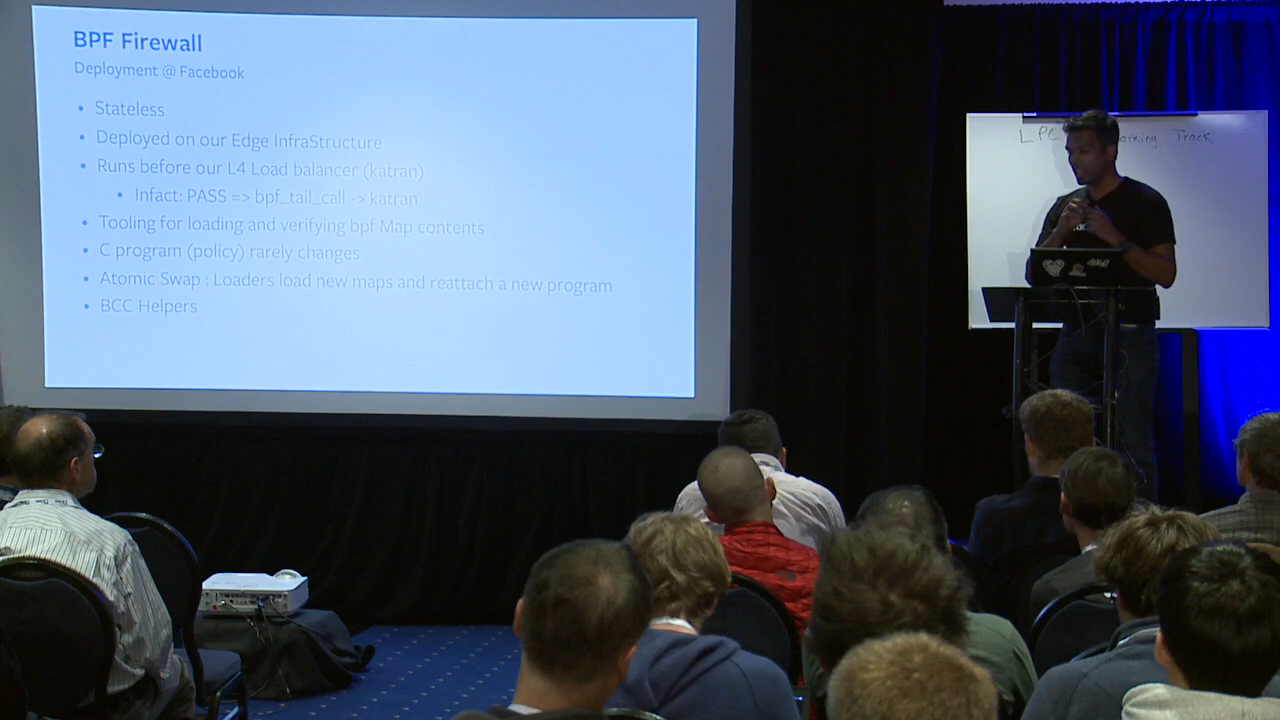 BPF Firewall
Deployment @ Facebook
• Stateless
• Deployed on our Edge InfraStructure
• Runs before our L4 Load balancer (katran)
• Infact: PASS => bpf_tail_call -> katran
• Tooling for loading and verifying bpf Map contents
• C program (policy) rarely changes
• Atomic Swap : Loaders load new maps and reattach a new program
• BCC Helpers
LPC Track